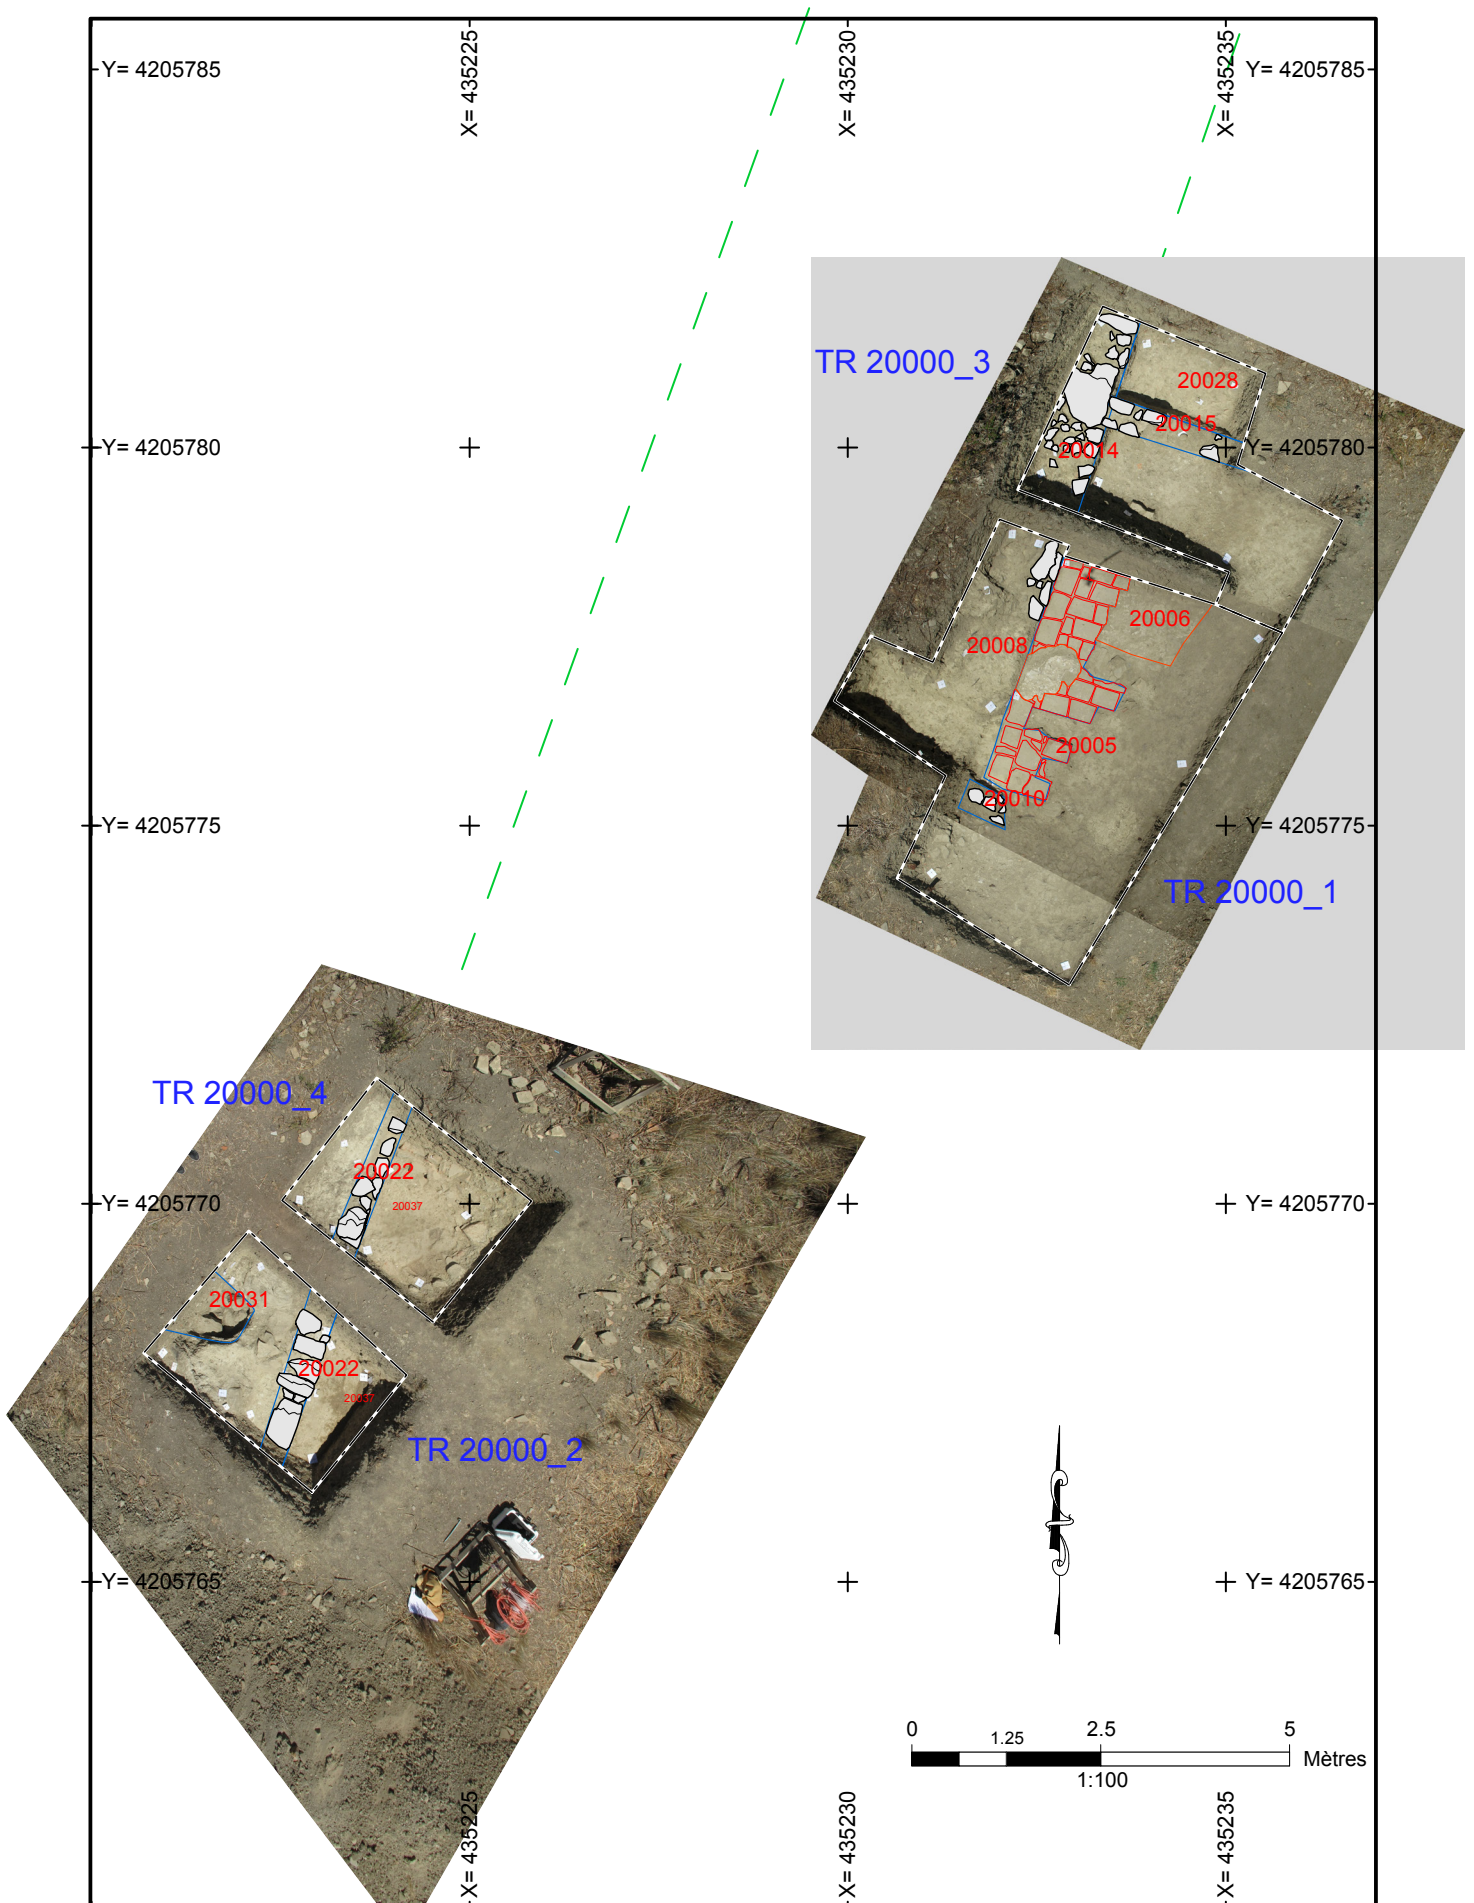 X= 435225
X= 435230
X= 435235
Y= 4205785
Y= 4205785
TR 20000_3
20028
20015
20014
Y= 4205780
Y= 4205780
20006
20008
20005
20010
Y= 4205775
Y= 4205775
TR 20000_1
TR 20000_4
20022
20037
Y= 4205770
Y= 4205770
20031
20022
20037
TR 20000_2
Y= 4205765
Y= 4205765
0 1.25 2.5 5
Mètres
1:100
X= 435225
X= 435230
X= 435235